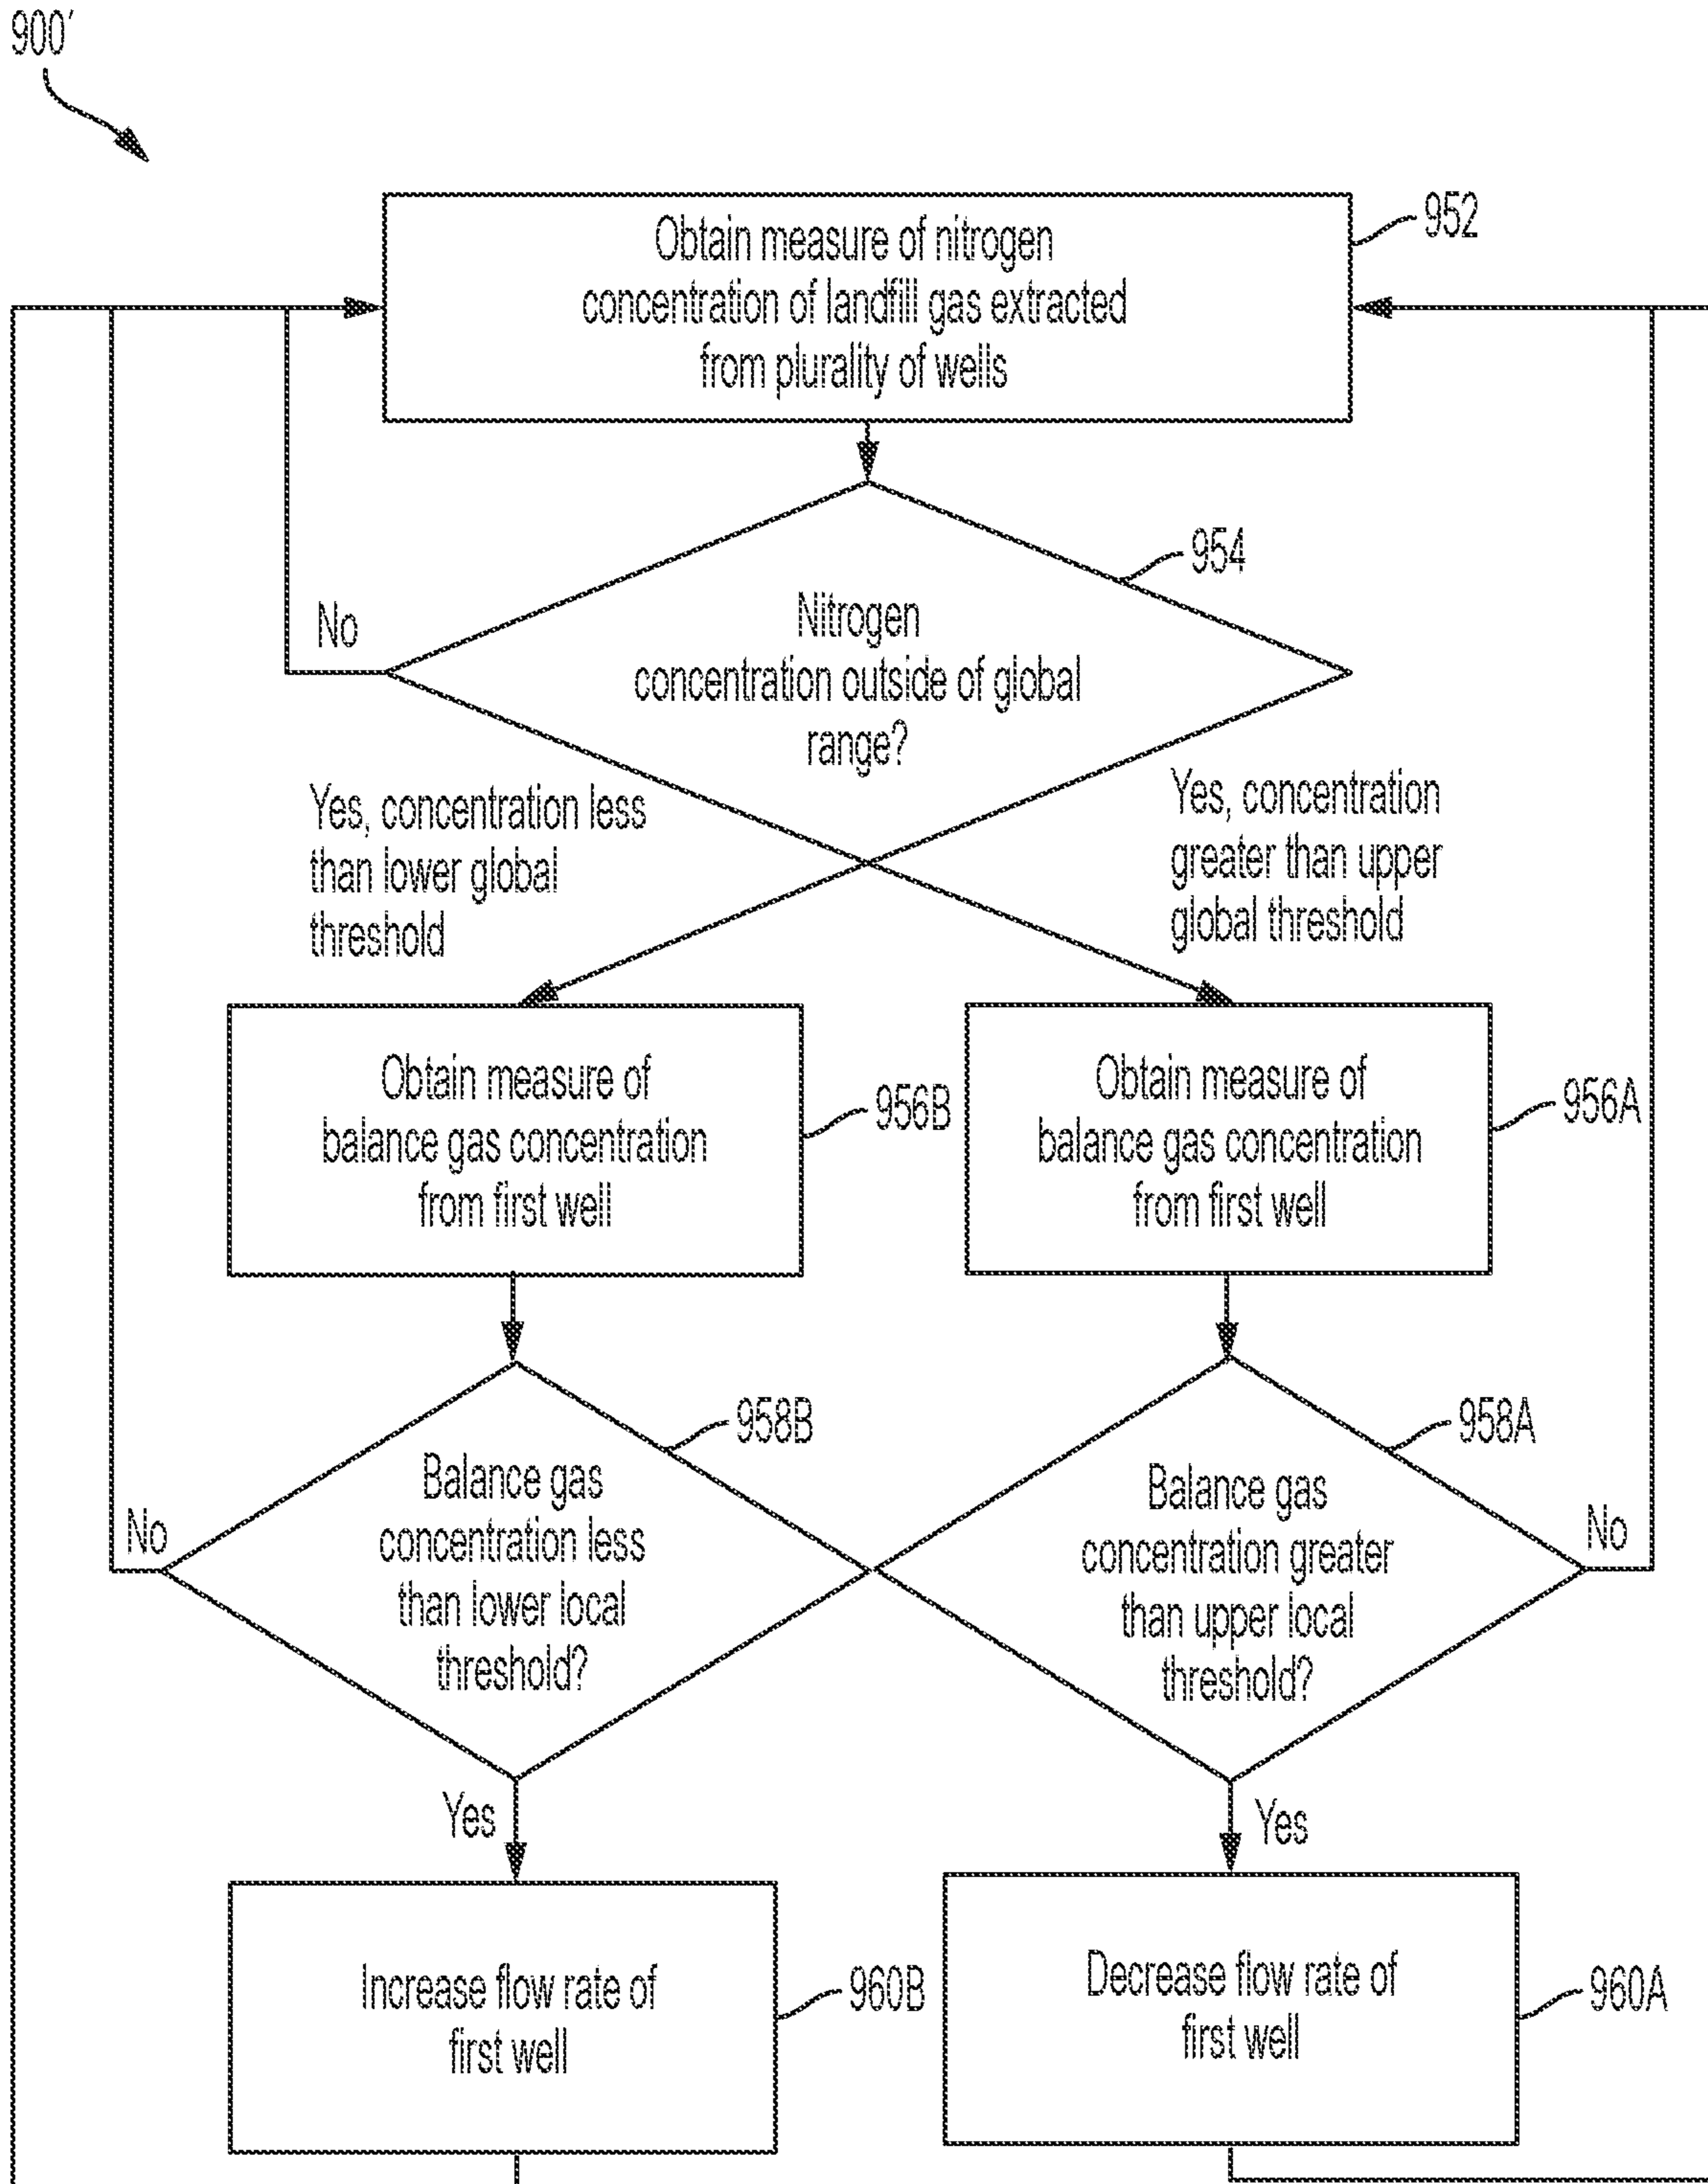 900′
Obtain measure of nitrogen
concentration of landfill gas extracted
from plurality of wells
952
954
Nitrogen
concentration outside of global
range?
No
Yes, concentration less
than lower global
threshold
Yes, concentration
greater than upper
global threshold
Obtain measure of
balance gas concentration
from first well
956B
Obtain measure of
balance gas concentration
from first well
956A
958B
Balance gas
concentration less
than lower local
threshold?
No
Yes
958A
Balance gas
concentration greater
than upper local
threshold?
No
Yes
Increase flow rate of
first well
960B
Decrease flow rate of
first well
960A